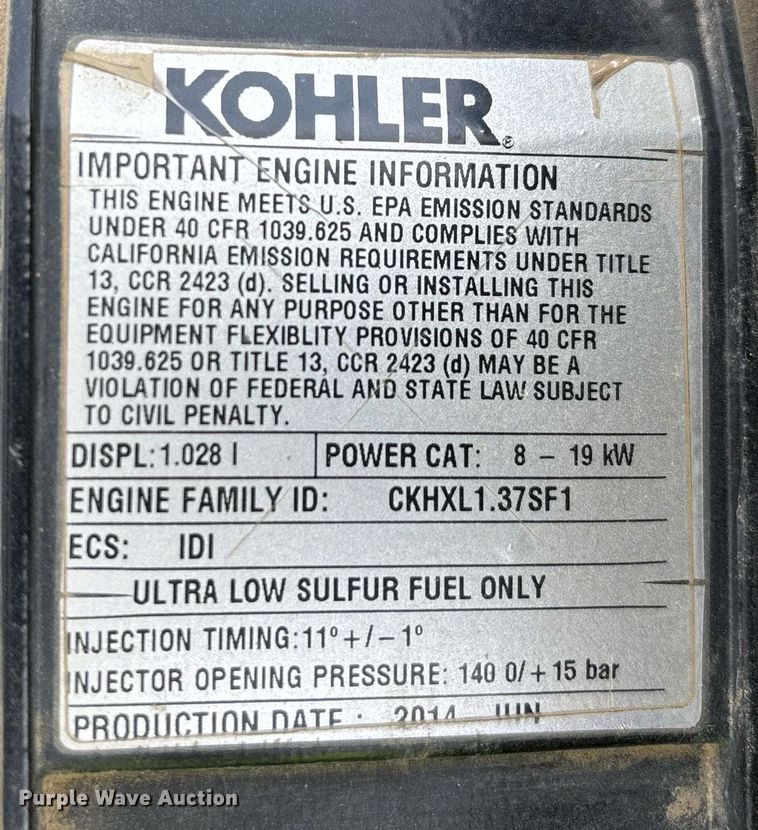 KOHLER®
IMPORTANT ENGINE INFORMATION
THIS ENGINE MEETS U.S. EPA EMISSION STANDARDS
UNDER 40 CFR 1039.625 AND COMPLIES WITH
CALIFORNIA EMISSION REQUIREMENTS UNDER TITLE
13, CCR 2423 (d). SELLING OR INSTALLING THIS
ENGINE FOR ANY PURPOSE OTHER THAN FOR THE
EQUIPMENT FLEXIBLITY PROVISIONS OF 40 CFR
1039.625 OR TITLE 13, CCR 2423 (d) MAY BE A
VIOLATION OF FEDERAL AND STATE LAW SUBJECT
TO CIVIL PENALTY.
DISPL: 1.028 l POWER CAT: 8 – 19 kW
ENGINE FAMILY ID: CKHXL1.37SF1
ECS: IDI
ULTRA LOW SULFUR FUEL ONLY
INJECTION TIMING: 11° +/– 1°
INJECTOR OPENING PRESSURE: 140 0/ + 15 bar
PRODUCTION DATE : 2014 JUN
Purple Wave Auction